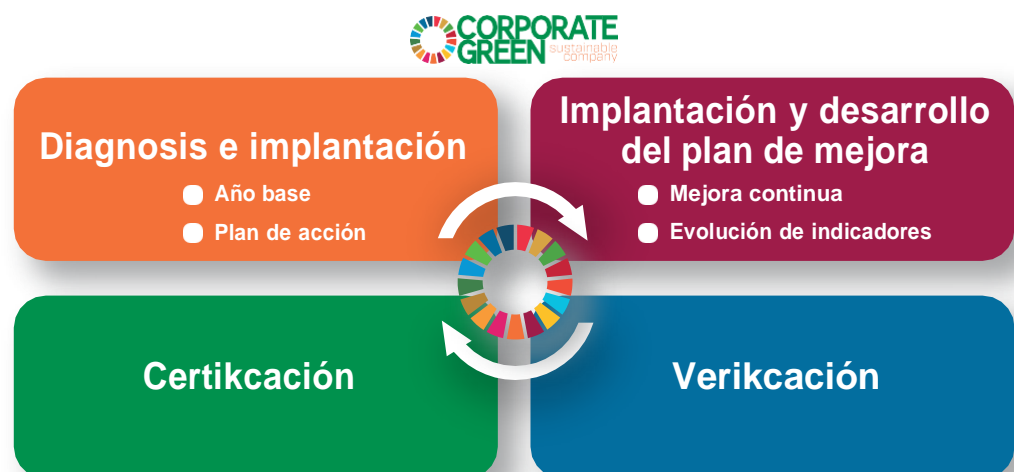 CORPORATE
GREEN sustainable
company
Diagnosis e implantación
Año base
Plan de acción
Implantación y desarrollo
del plan de mejora
Mejora continua
Evolución de indicadores
Certikcación
Verikcación